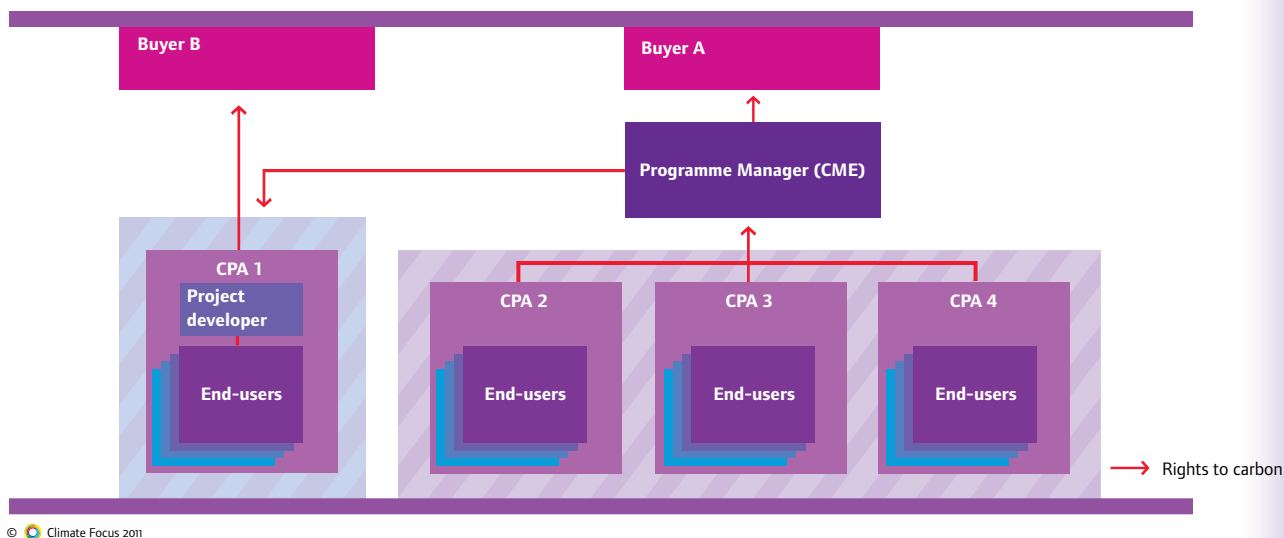 Buyer B
Buyer A
Programme Manager (CME)
CPA 1
Project
developer
End-users
CPA 2
End-users
CPA 3
End-users
CPA 4
End-users
Rights to carbon
© Climate Focus 2011